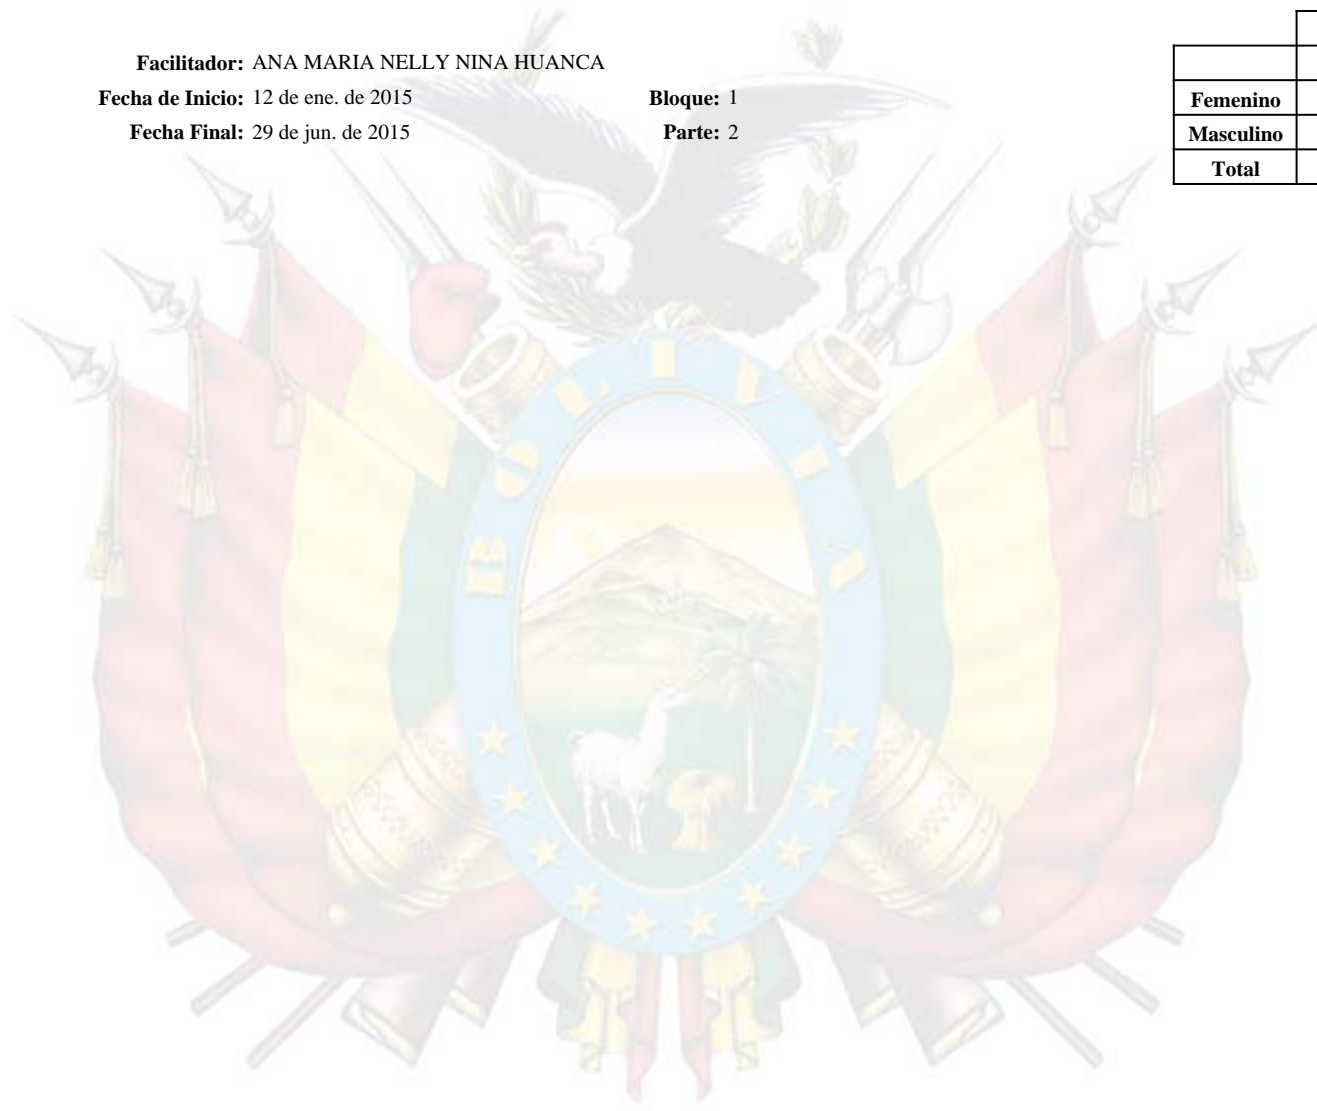 Facilitador: ANA MARIA NELLY NINA HUANCA
Fecha de Inicio: 12 de ene. de 2015 Bloque: 1
Fecha Final: 29 de jun. de 2015 Parte: 2
Femenino
Masculino
Total
BOLIVIA